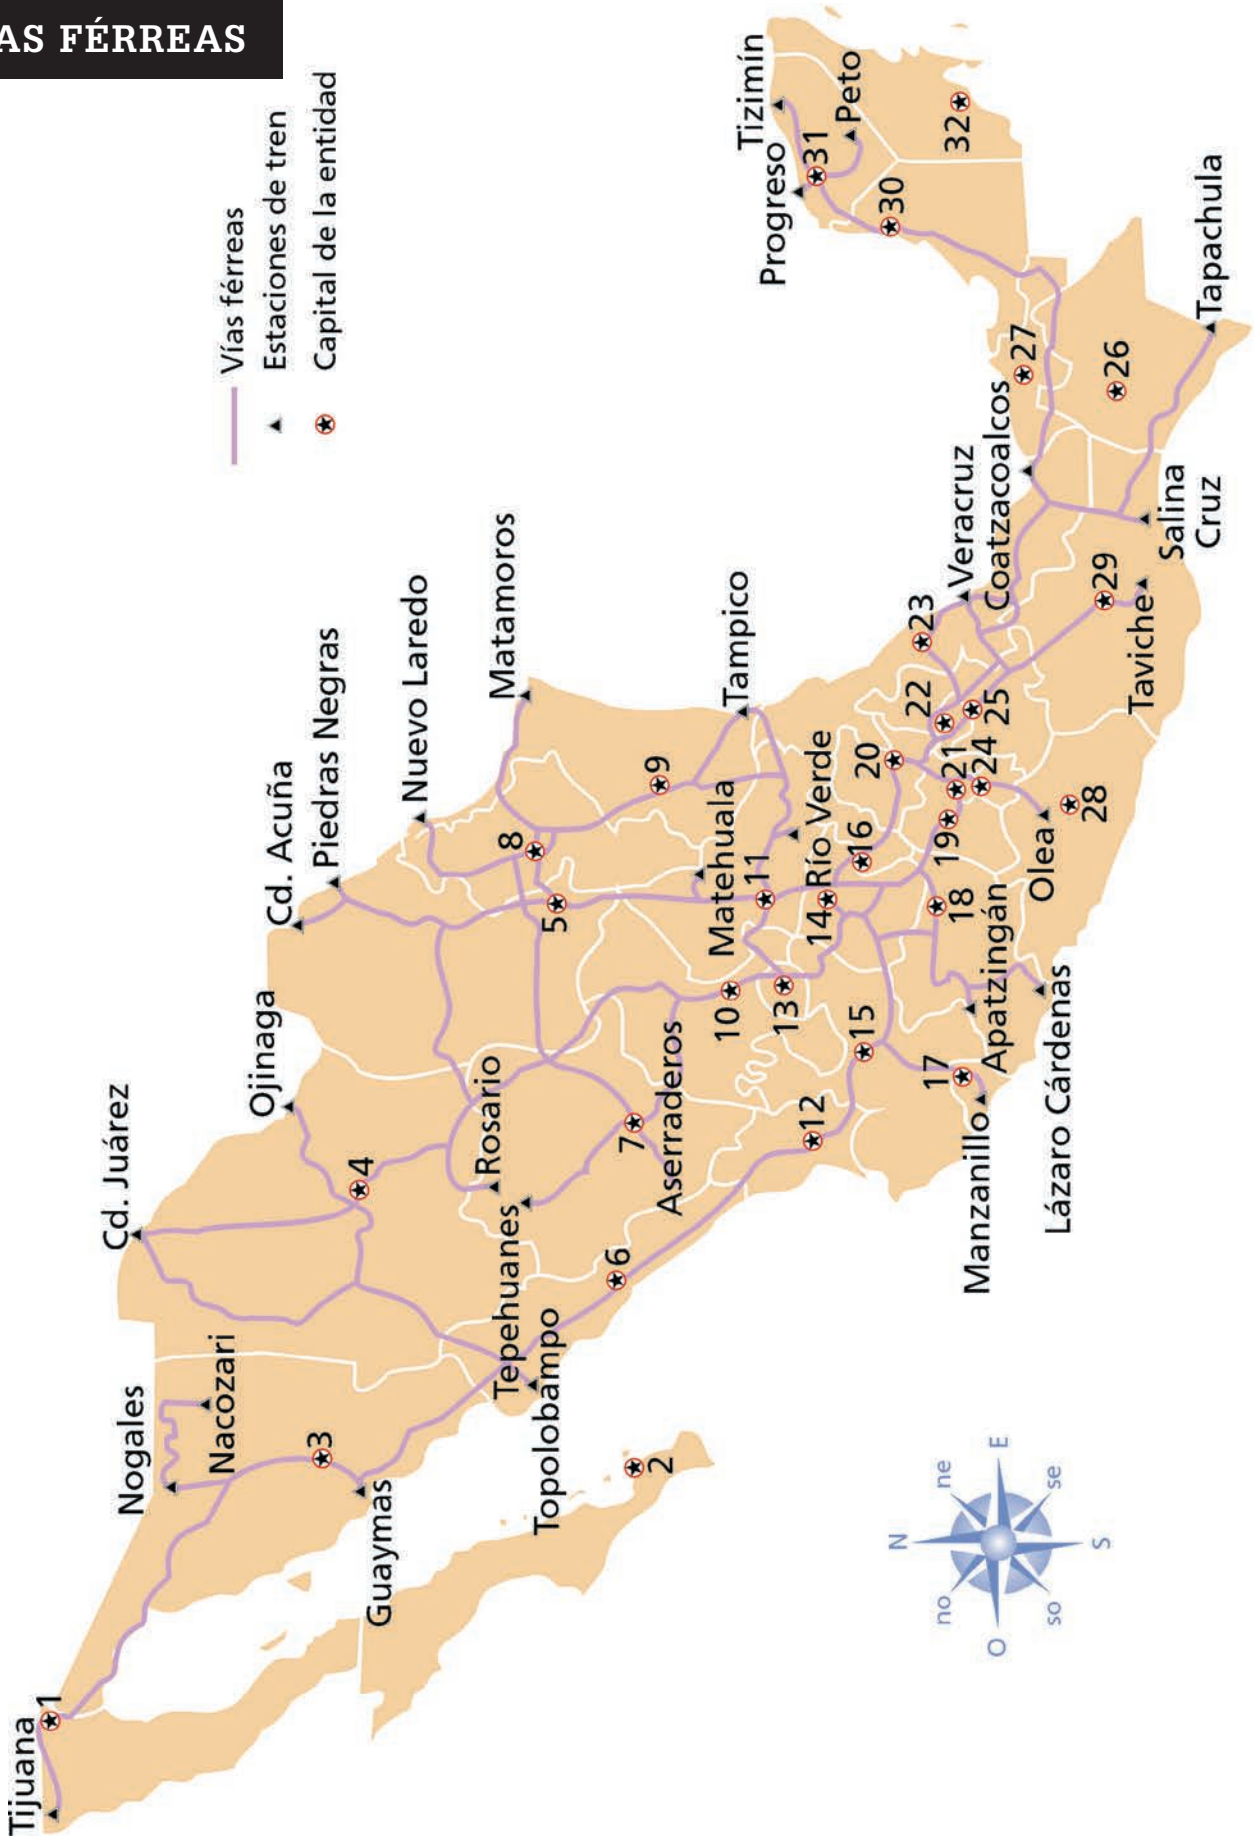 AS FÉRREAS
Vías férreas
Estaciones de tren
Capital de la entidad
Tijuana
1
Nogales
Nacozari
3
Guaymas
2
Cd. Juárez
Ojinaga
4
Rosario
Tepehuanes
Topolobampo
6
7
Aserraderos
Cd. Acuña
Piedras Negras
Nuevo Laredo
Matamoros
8
5
9
Tampico
Matehuala
10
11
Río Verde
12
13
14
15
16
17
Manzanillo
18
Apatzingán
Lázaro Cárdenas
19
20
21
22
23
24
25
Olea
28
Veracruz
Coatzacoalcos
29
Taviche
Salina
Cruz
26
27
Tapachula
30
31
32
Progreso
Tizimín
Peto
N
ne
E
se
S
so
O
no